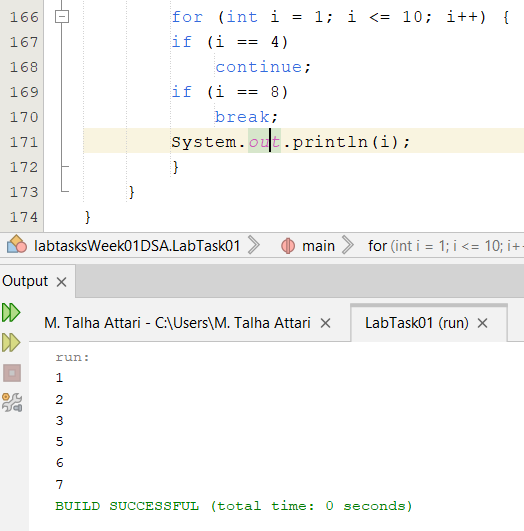 166 for (int i = 1; i <= 10; i++) {
167 if (i == 4)
168 continue;
169 if (i == 8)
170 break;
171 System.out.println(i);
172 }
173 }
174 }
labtasksWeek01DSA.LabTask01 main for (int i = 1; i <= 10; i+
Output ×
M. Talha Attari - C:\Users\M. Talha Attari × LabTask01 (run) ×
run:
1
2
3
5
6
7
BUILD SUCCESSFUL (total time: 0 seconds)